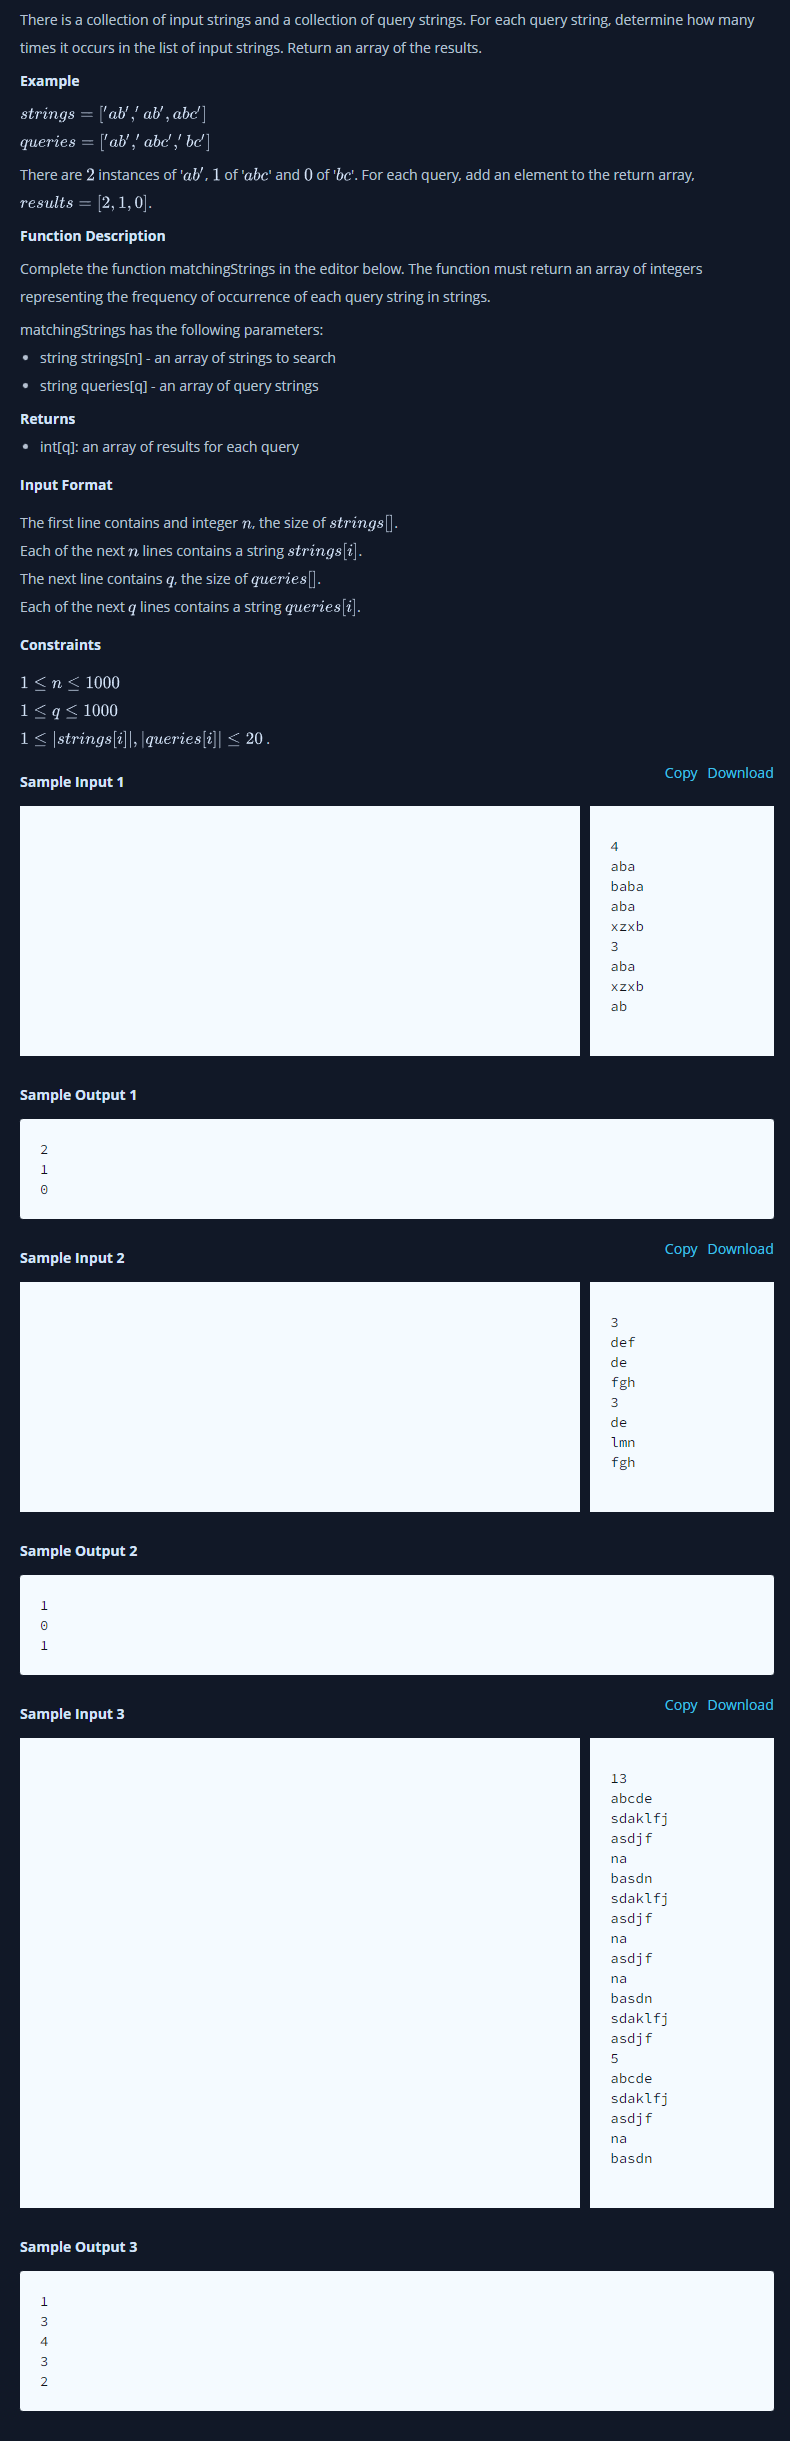 There is a collection of input strings and a collection of query strings. For each query string, determine how many
times it occurs in the list of input strings. Return an array of the results.
Example
strings = ['ab',' ab', abc']
queries = ['ab',' abc',' bc']
There are 2 instances of 'ab', 1 of 'abc' and 0 of 'bc'. For each query, add an element to the return array,
results = [2, 1, 0].
Function Description
Complete the function matchingStrings in the editor below. The function must return an array of integers
representing the frequency of occurrence of each query string in strings.
matchingStrings has the following parameters:
• string strings[n] - an array of strings to search
• string queries[q] - an array of query strings
Returns
• int[q]: an array of results for each query
Input Format
The first line contains and integer n, the size of strings[].
Each of the next n lines contains a string strings[i].
The next line contains q, the size of queries[].
Each of the next q lines contains a string queries[i].
Constraints
1 ≤ n ≤ 1000
1 ≤ q ≤ 1000
1 ≤ |strings[i]|, |queries[i]| ≤ 20 .
Copy Download
Sample Input 1
4
aba
baba
aba
xzxb
3
aba
xzxb
ab
Sample Output 1
2
1
0
Copy Download
Sample Input 2
3
def
de
fgh
3
de
lmn
fgh
Sample Output 2
1
0
1
Copy Download
Sample Input 3
13
abcde
sdaklfj
asdjf
na
basdn
sdaklfj
asdjf
na
asdjf
na
basdn
sdaklfj
asdjf
5
abcde
sdaklfj
asdjf
na
basdn
Sample Output 3
1
3
4
3
2